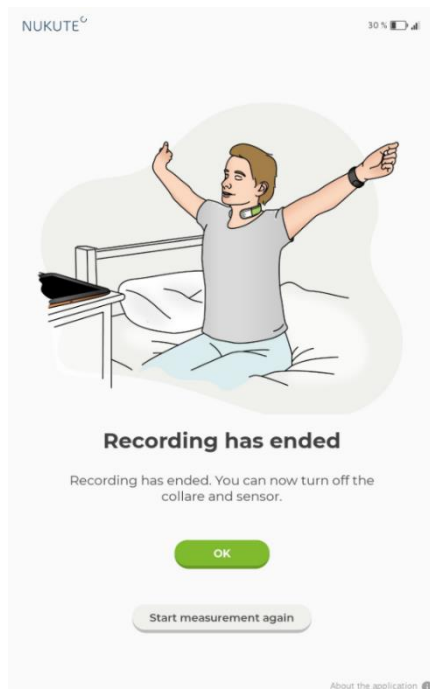 NUKUTE
30 %
Recording has ended
Recording has ended. You can now turn off the
collare and sensor.
OK
Start measurement again
About the application